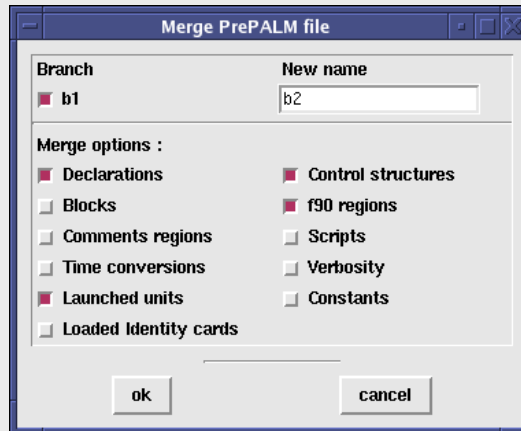 Merge PrePALM file
Branch New name
b1 b2
Merge options :
Declarations Control structures
Blocks f90 regions
Comments regions Scripts
Time conversions Verbosity
Launched units Constants
Loaded Identity cards
ok cancel